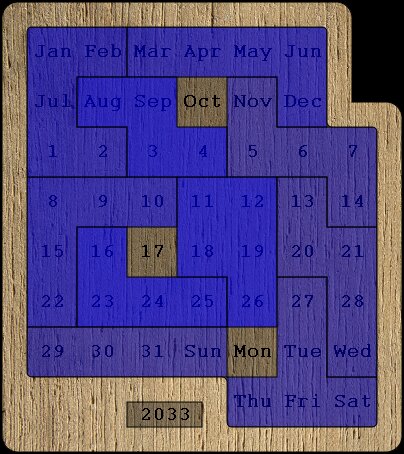 Jan Feb Mar Apr May Jun
Jul Aug Sep Oct Nov Dec
1 2 3 4 5 6 7
8 9 10 11 12 13 14
15 16 17 18 19 20 21
22 23 24 25 26 27 28
29 30 31 Sun Mon Tue Wed
Thu Fri Sat
2033